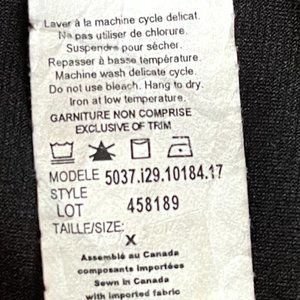 Laver à la machine cycle délicat.
Na pas utiliser de chlorure.
Suspendre pour sécher.
Repasser à basse température.
Machine wash delicate cycle.
Do not use bleach. Hang to dry.
Iron at low temperature.
GARNITURE NON COMPRISE
EXCLUSIVE OF TRIM
MODELE 5037.i29.10184.17
STYLE
LOT 458189
TAILLE/SIZE:
X
Assemblé au Canada
composants importées
Sewn in Canada
with imported fabric